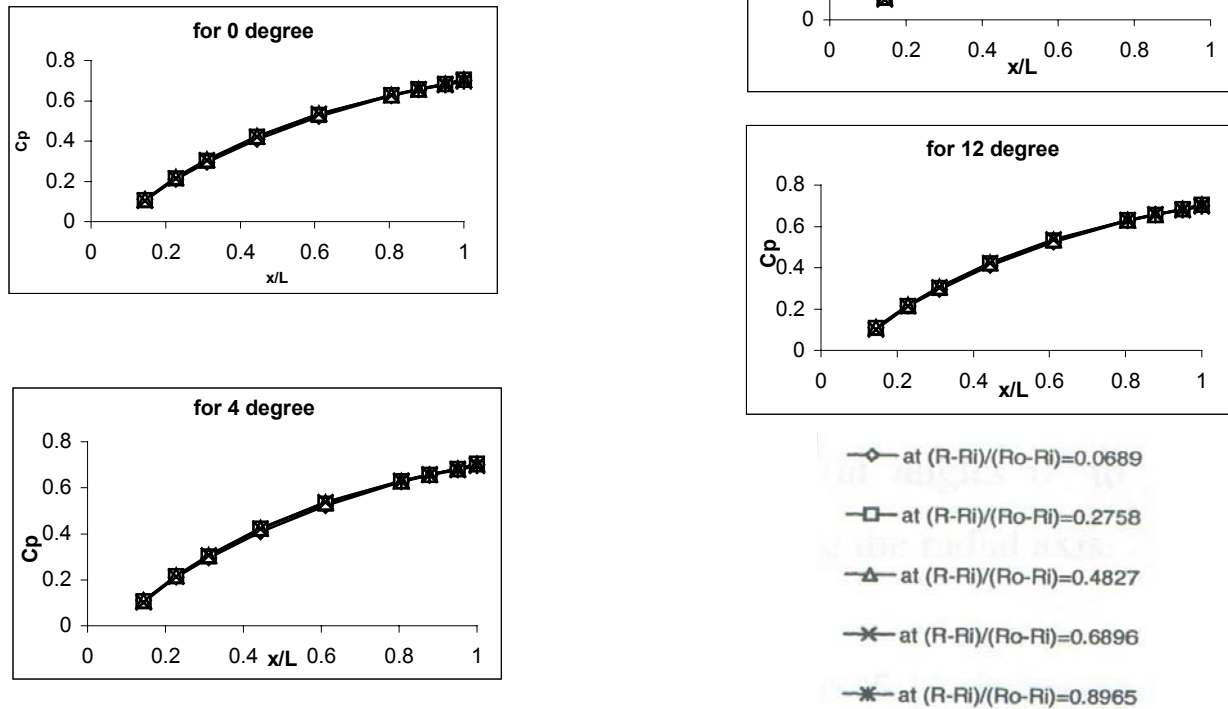 for 0 degree
0.8
0.6
0.4
0.2
0
Cp
0 0.2 0.4 0.6 0.8 1
x/L
for 4 degree
0.8
0.6
0.4
0.2
0
Cp
0 0.2 0.4 0.6 0.8 1
x/L
0
0 0.2 0.4 0.6 0.8 1
x/L
for 12 degree
0.8
0.6
0.4
0.2
0
Cp
0 0.2 0.4 0.6 0.8 1
x/L
at (R-Ri)/(Ro-Ri)=0.0689
at (R-Ri)/(Ro-Ri)=0.2758
at (R-Ri)/(Ro-Ri)=0.4827
at (R-Ri)/(Ro-Ri)=0.6896
at (R-Ri)/(Ro-Ri)=0.8965